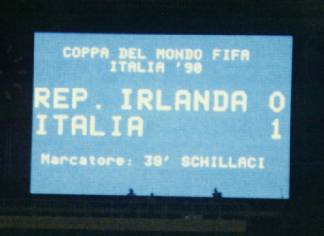 COPPA DEL MONDO FIFA
ITALIA '90
REP. IRLANDA 0
ITALIA 1
Marcatore: 38' SCHILLACI